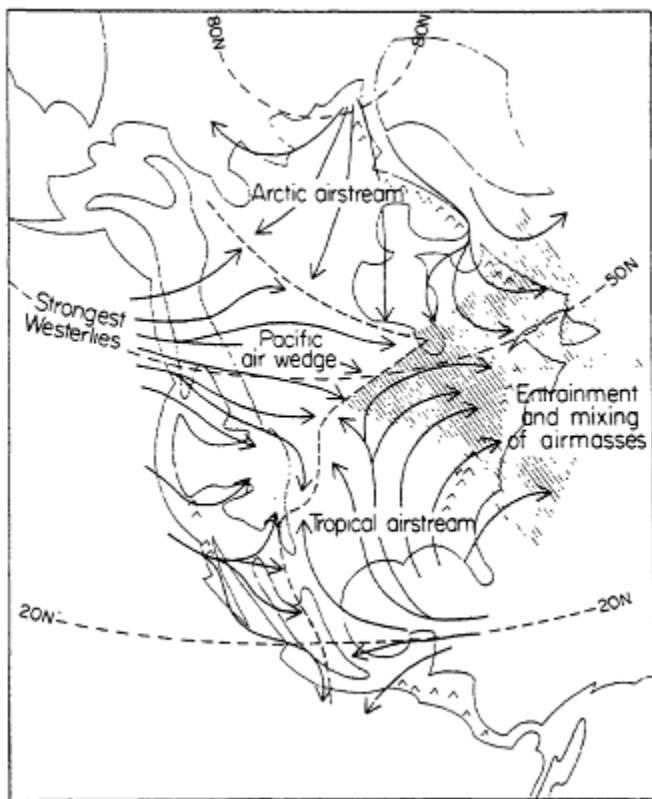 80N
80N
Arctic airstream
50N
Strongest
Westerlies
Pacific
air wedge
Entrainment
and mixing
of airmasses
Tropical airstream
20N
20N